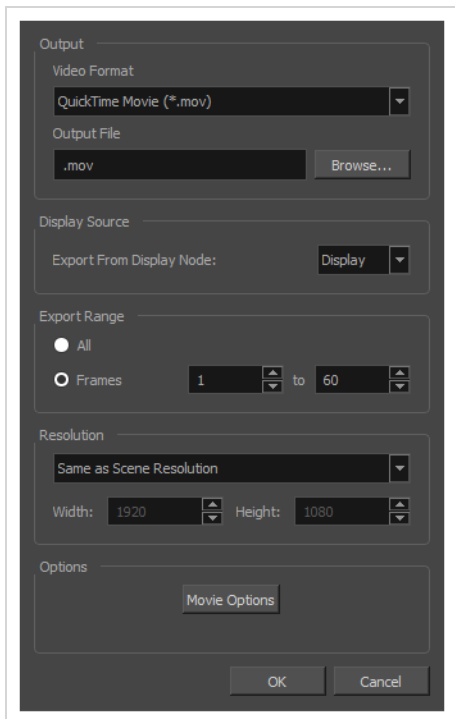 Output
Video Format
QuickTime Movie (*.mov)
Output File
.mov
Browse...
Display Source
Export From Display Node:
Display
Export Range
All
Frames 1 to 60
Resolution
Same as Scene Resolution
Width: 1920 Height: 1080
Options
Movie Options
OK Cancel